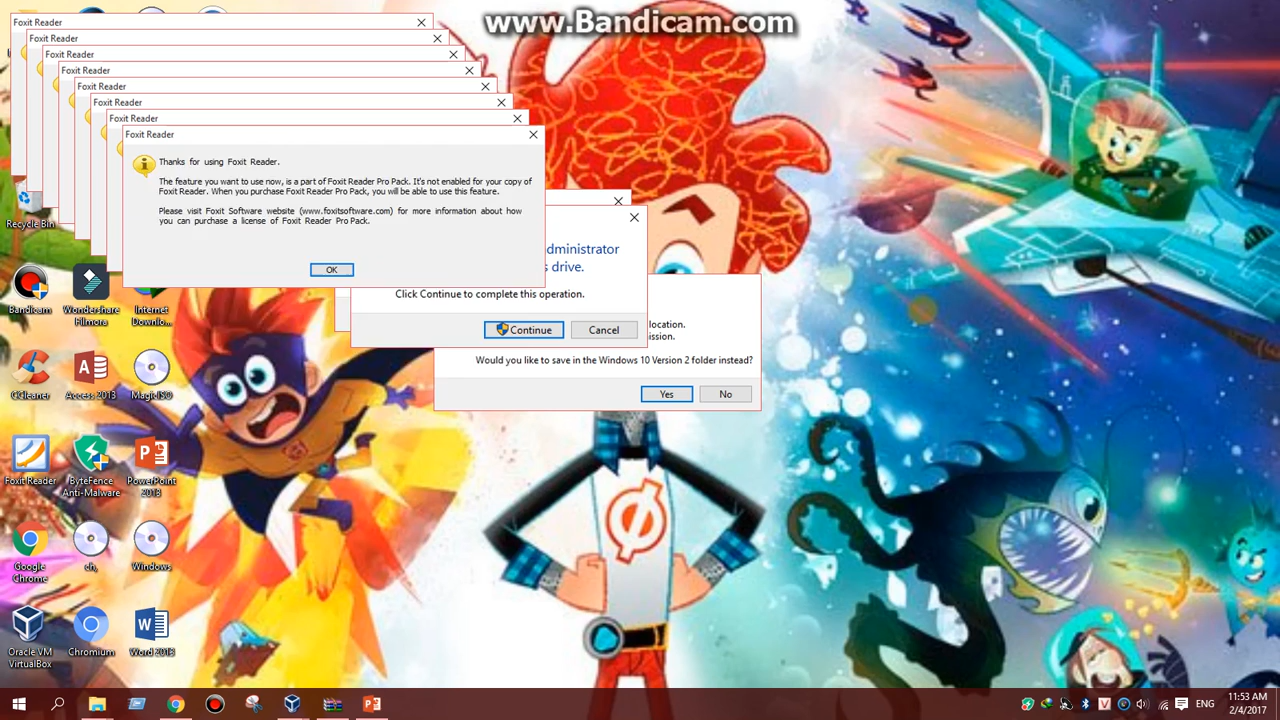 www.Bandicam.com
Foxit Reader
Foxit Reader
Foxit Reader
Foxit Reader
Foxit Reader
Foxit Reader
Foxit Reader
Foxit Reader
Thanks for using Foxit Reader.
The feature you want to use now, is a part of Foxit Reader Pro Pack. It's not enabled for your copy of
Foxit Reader. When you purchase Foxit Reader Pro Pack, you will be able to use this feature.
Please visit Foxit Software website (www.foxitsoftware.com) for more information about how
you can purchase a license of Foxit Reader Pro Pack.
OK
dministrator
s drive.
Click Continue to complete this operation.
Continue
Cancel
location.
ission.
Would you like to save in the Windows 10 Version 2 folder instead?
Yes
No
Recycle Bin
Bandicam
Wondershare
Filmora
Internet
Downlo...
CCleaner
Access 2013
MagicISO
Foxit Reader
ByteFence
Anti-Malware
PowerPoint
2013
Google
Chrome
ch,
Windows
Oracle VM
VirtualBox
Chromium
Word 2013
ENG
11:53 AM
2/4/2017